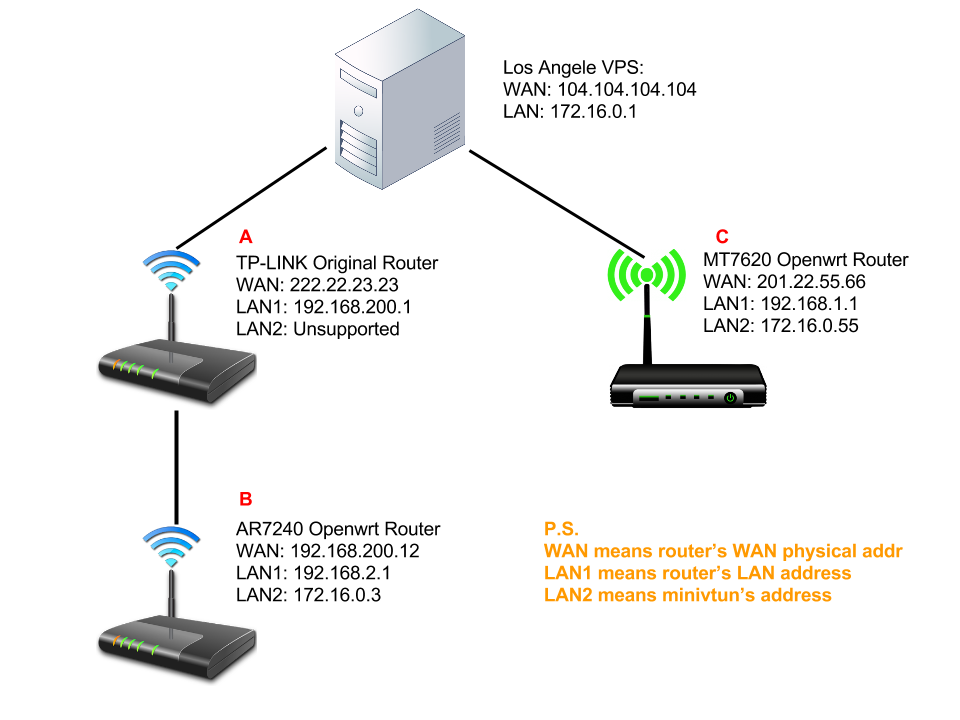 Los Angele VPS:
WAN: 104.104.104.104
LAN: 172.16.0.1
A
TP-LINK Original Router
WAN: 222.22.23.23
LAN1: 192.168.200.1
LAN2: Unsupported
C
MT7620 Openwrt Router
WAN: 201.22.55.66
LAN1: 192.168.1.1
LAN2: 172.16.0.55
B
AR7240 Openwrt Router
WAN: 192.168.200.12
LAN1: 192.168.2.1
LAN2: 172.16.0.3
P.S.
WAN means router’s WAN physical addr
LAN1 means router’s LAN address
LAN2 means minivtun’s address